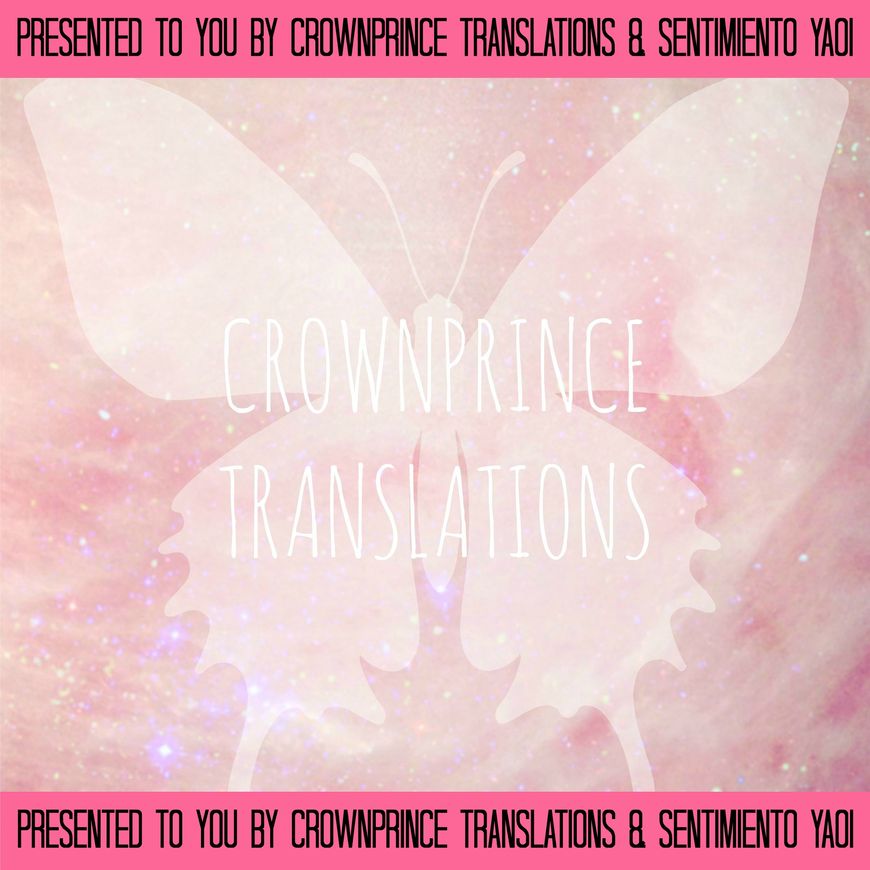 PRESENTED TO YOU BY CROWNPRINCE TRANSLATIONS & SENTIMIENTO YAOI
CROWNPRINCE
TRANSLATIONS
PRESENTED TO YOU BY CROWNPRINCE TRANSLATIONS & SENTIMIENTO YAOI